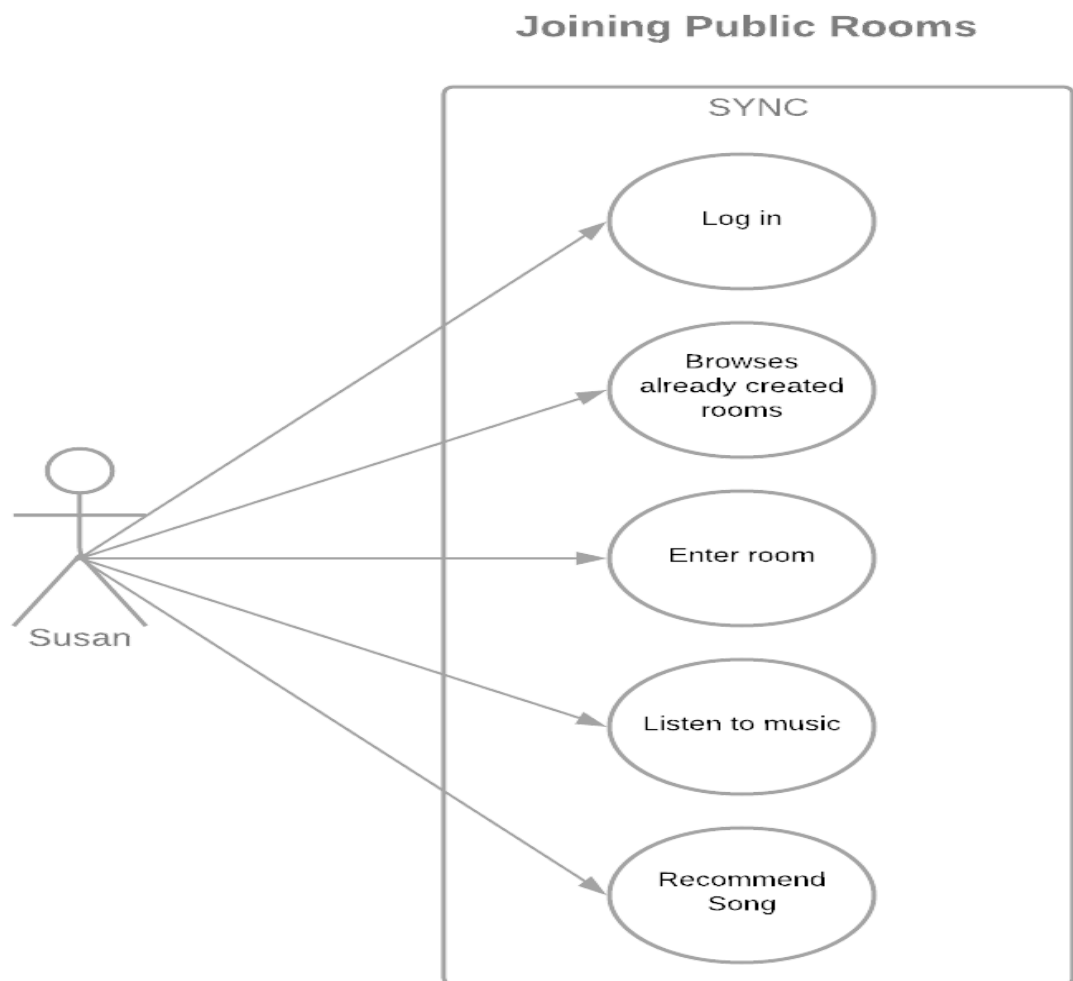 Joining Public Rooms
SYNC
Log in
Browses
already created
rooms
Enter room
Susan
Listen to music
Recommend
Song